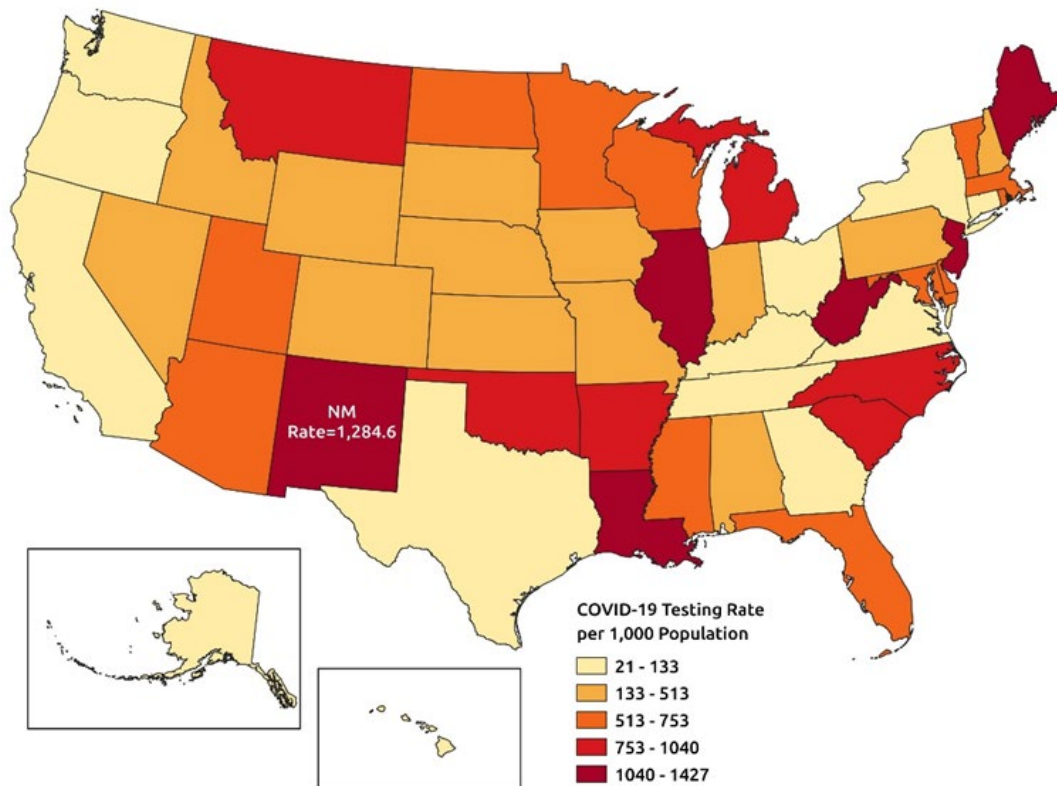 NM
Rate=1,284.6
COVID-19 Testing Rate
per 1,000 Population
21 - 133
133 - 513
513 - 753
753 - 1040
1040 - 1427